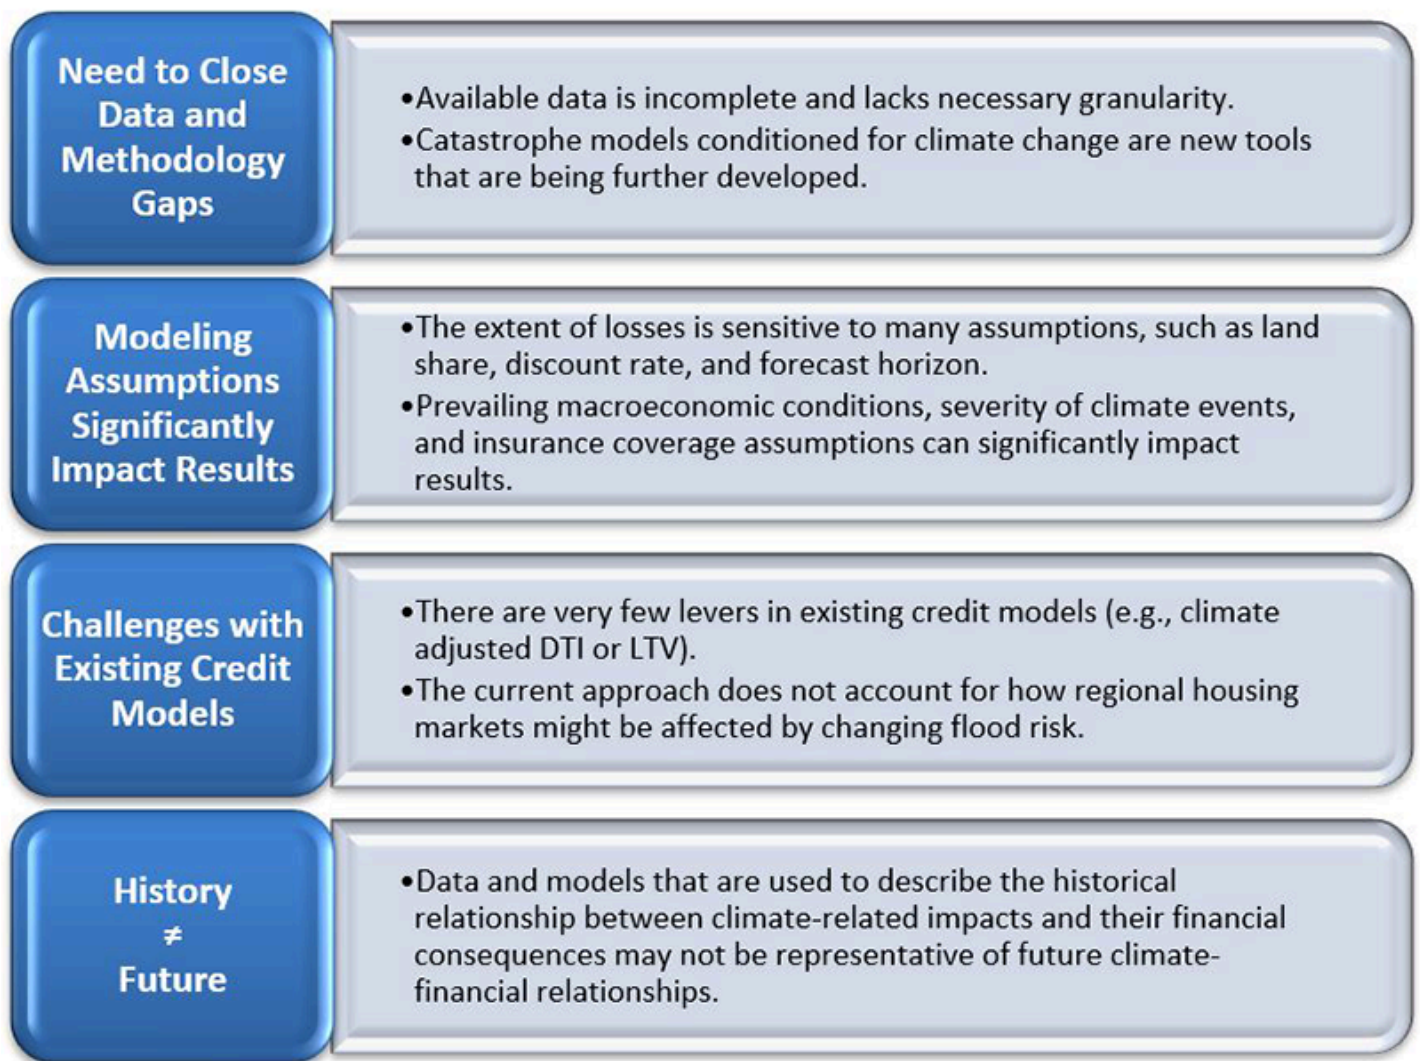 Need to Close
Data and
Methodology
Gaps
•Available data is incomplete and lacks necessary granularity.
•Catastrophe models conditioned for climate change are new tools
that are being further developed.
Modeling
Assumptions
Significantly
Impact Results
•The extent of losses is sensitive to many assumptions, such as land
share, discount rate, and forecast horizon.
•Prevailing macroeconomic conditions, severity of climate events,
and insurance coverage assumptions can significantly impact
results.
Challenges with
Existing Credit
Models
•There are very few levers in existing credit models (e.g., climate
adjusted DTI or LTV).
•The current approach does not account for how regional housing
markets might be affected by changing flood risk.
History
≠
Future
•Data and models that are used to describe the historical
relationship between climate-related impacts and their financial
consequences may not be representative of future climate-
financial relationships.